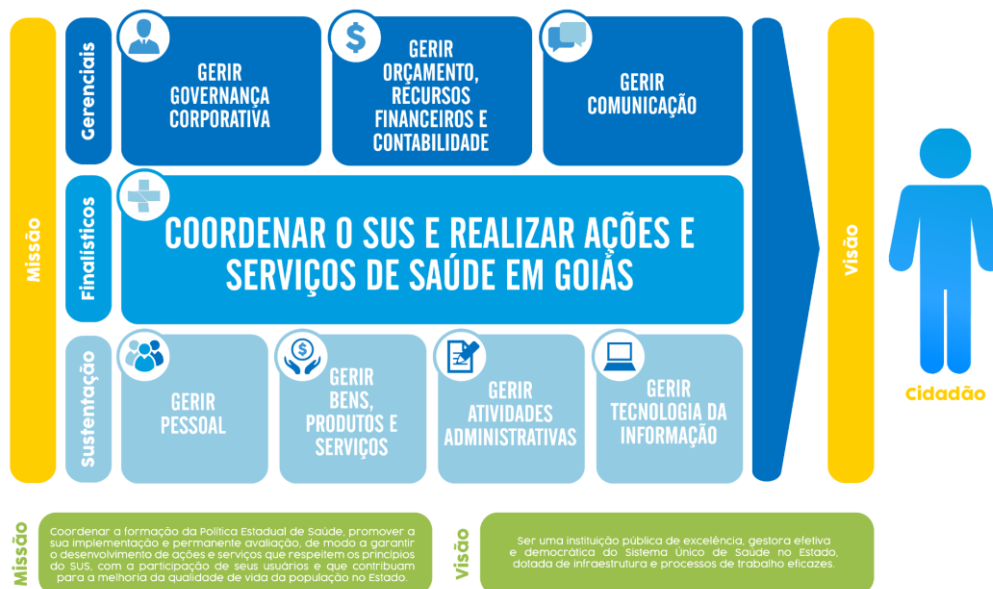 Missão
Gerenciais
GERIR
GOVERNANÇA
CORPORATIVA
$
GERIR
ORÇAMENTO,
RECURSOS
FINANCEIROS E
CONTABILIDADE
GERIR
COMUNICAÇÃO
Finalísticos
COORDENAR O SUS E REALIZAR AÇÕES E
SERVIÇOS DE SAÚDE EM GOIÁS
Sustentação
GERIR
PESSOAL
$
GERIR
BENS,
PRODUTOS E
SERVIÇOS
GERIR
ATIVIDADES
ADMINISTRATIVAS
GERIR
TECNOLOGIA DA
INFORMAÇÃO
Visão
Cidadão
Missão
Coordenar a formação da Política Estadual de Saúde, promover a
sua implementação e permanente avaliação, de modo a garantir
o desenvolvimento de ações e serviços que respeitem os princípios
do SUS, com a participação de seus usuários e que contribuam
para a melhoria da qualidade de vida da população no Estado.
Visão
Ser uma instituição pública de excelência, gestora efetiva
e democrática do Sistema Único de Saúde no Estado,
dotada de infraestrutura e processos de trabalho eficazes.